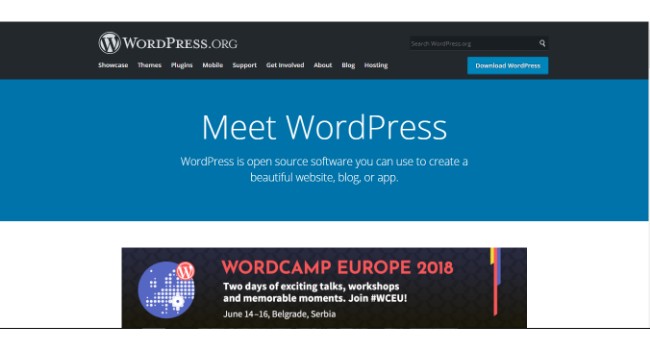 WORDPRESS.ORG
Search WordPress.org
Showcase Themes Plugins Mobile Support Get Involved About Blog Hosting
Download WordPress
Meet WordPress
WordPress is open source software you can use to create a
beautiful website, blog, or app.
WORDCAMP EUROPE 2018
Two days of exciting talks, workshops
and memorable moments. Join #WCEU!
June 14–16, Belgrade, Serbia